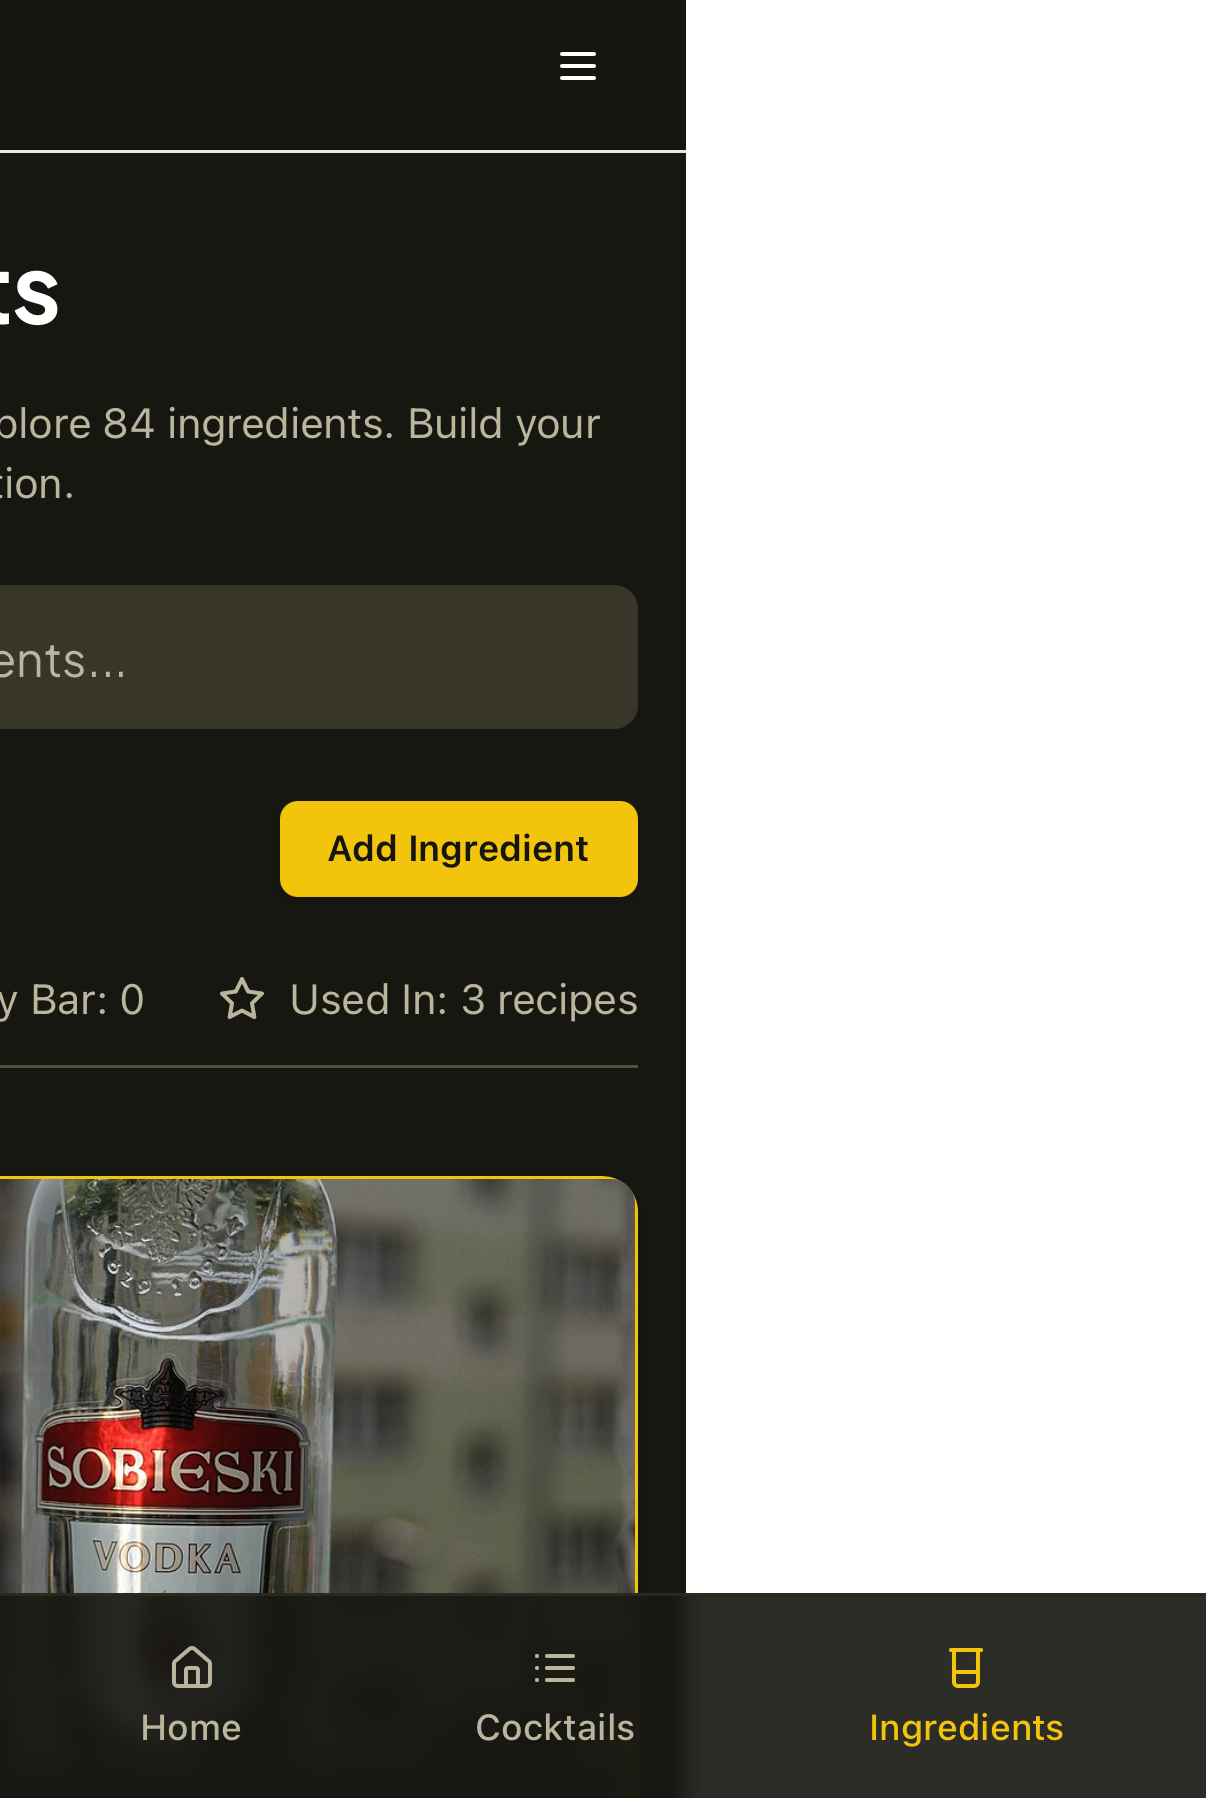 ts
plore 84 ingredients. Build your
tion.
ents...
Add Ingredient
y Bar: 0
Used In: 3 recipes
SOBIESKI
VODKA
Home
Cocktails
Ingredients